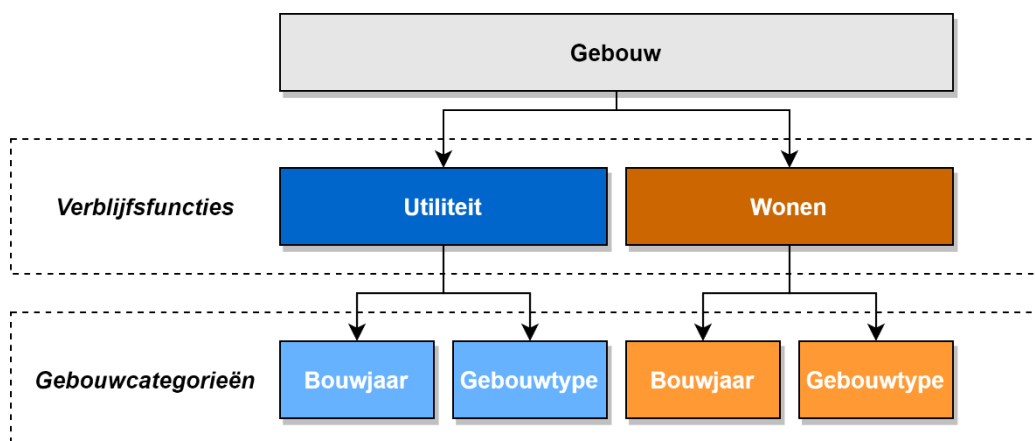 Gebouw
Verblijfsfuncties
Utiliteit
Wonen
Gebouwcategorieën
Bouwjaar
Gebouwtype
Bouwjaar
Gebouwtype